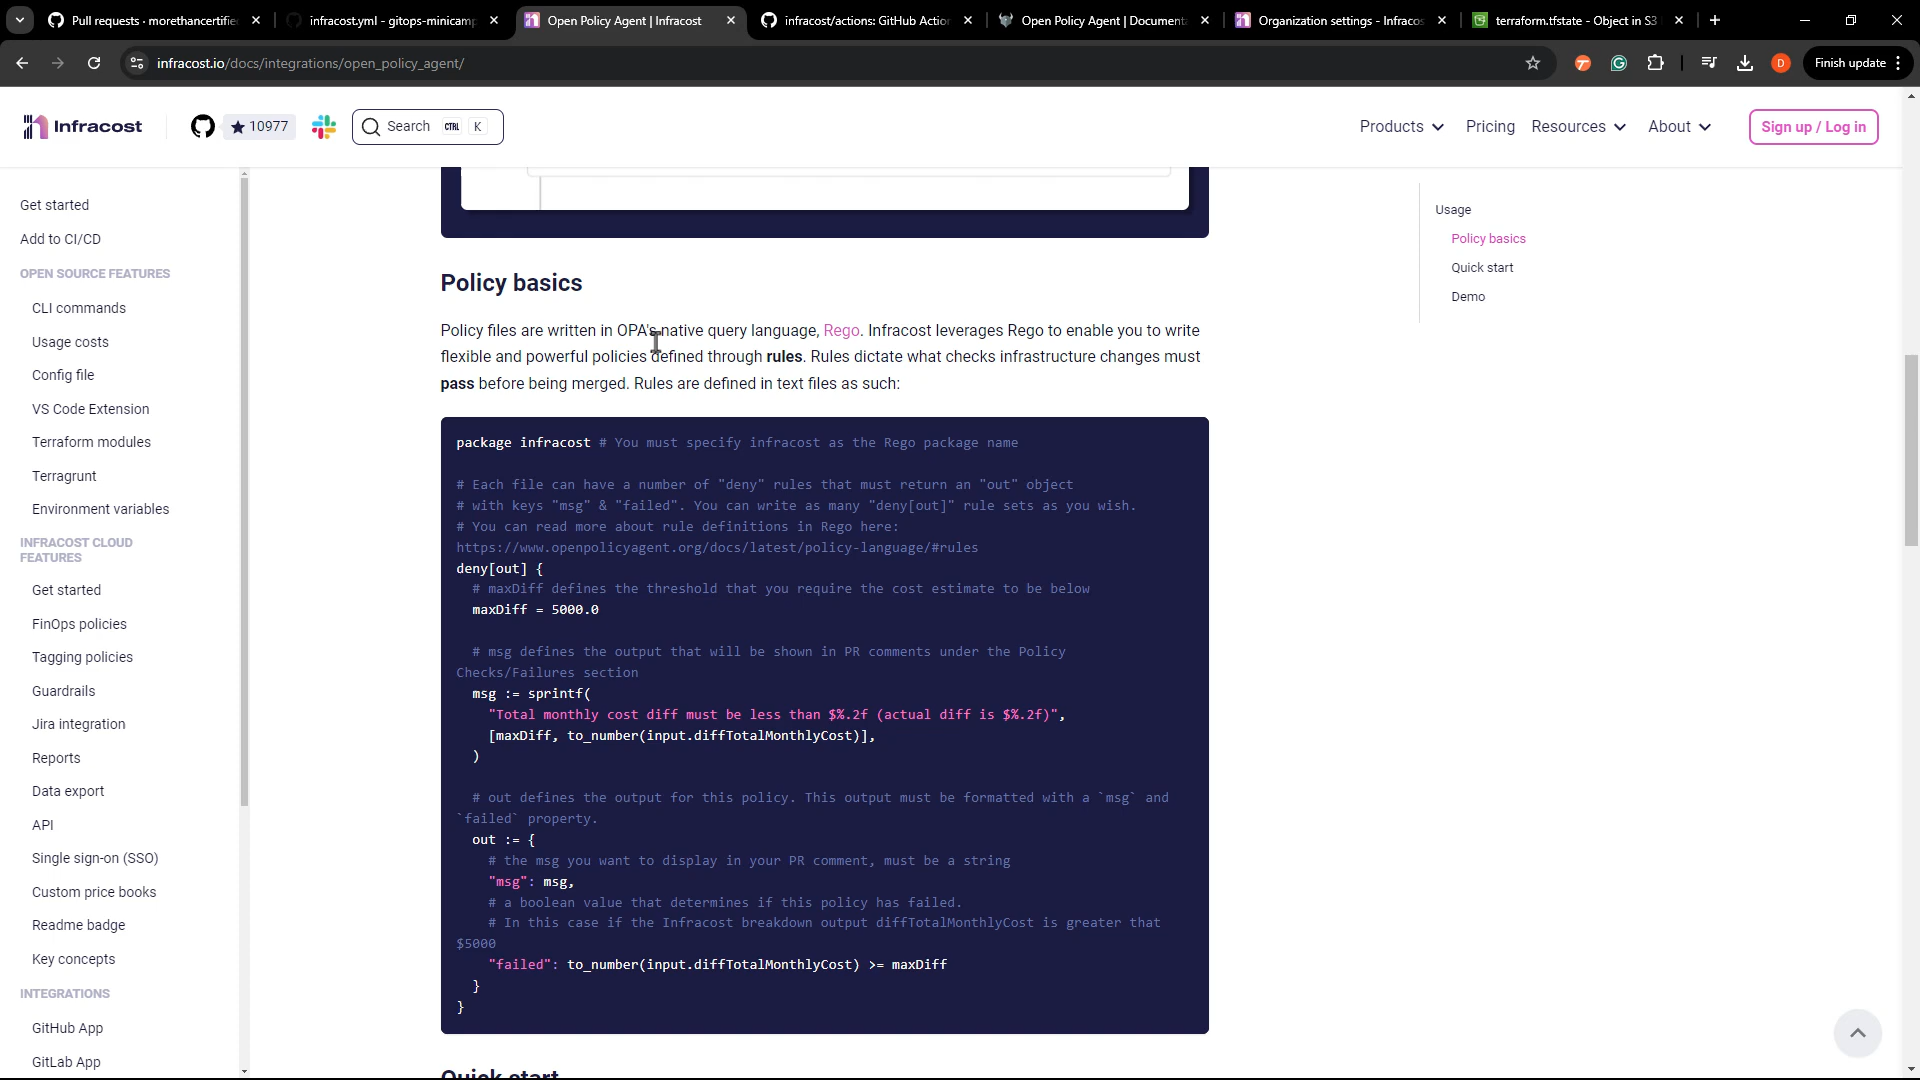 Pull requests · morethancertifie
infracost.yml - gitops-minicamp
Open Policy Agent | Infracost
infracost/actions: GitHub Action
Open Policy Agent | Documenta
Organization settings - Infracos
terraform.tfstate - Object in S3
infracost.io/docs/integrations/open_policy_agent/
D
Finish update
Infracost
10977
Search CTRL K
Products
Pricing
Resources
About
Sign up / Log in
Get started
Add to CI/CD
OPEN SOURCE FEATURES
CLI commands
Usage costs
Config file
VS Code Extension
Terraform modules
Terragrunt
Environment variables
INFRACOST CLOUD
FEATURES
Get started
FinOps policies
Tagging policies
Guardrails
Jira integration
Reports
Data export
API
Single sign-on (SSO)
Custom price books
Readme badge
Key concepts
INTEGRATIONS
GitHub App
GitLab App
Policy basics
Policy files are written in OPA's native query language, Rego. Infracost leverages Rego to enable you to write
flexible and powerful policies defined through rules. Rules dictate what checks infrastructure changes must
pass before being merged. Rules are defined in text files as such:
package infracost # You must specify infracost as the Rego package name
# Each file can have a number of "deny" rules that must return an "out" object
# with keys "msg" & "failed". You can write as many "deny[out]" rule sets as you wish.
# You can read more about rule definitions in Rego here:
https://www.openpolicyagent.org/docs/latest/policy-language/#rules
deny[out] {
# maxDiff defines the threshold that you require the cost estimate to be below
maxDiff = 5000.0
# msg defines the output that will be shown in PR comments under the Policy
Checks/Failures section
msg := sprintf(
"Total monthly cost diff must be less than $%.2f (actual diff is $%.2f)",
[maxDiff, to_number(input.diffTotalMonthlyCost)],
)
# out defines the output for this policy. This output must be formatted with a `msg` and
`failed` property.
out := {
# the msg you want to display in your PR comment, must be a string
"msg": msg,
# a boolean value that determines if this policy has failed.
# In this case if the Infracost breakdown output diffTotalMonthlyCost is greater that
$5000
"failed": to_number(input.diffTotalMonthlyCost) >= maxDiff
}
}
Quick start
Usage
Policy basics
Quick start
Demo